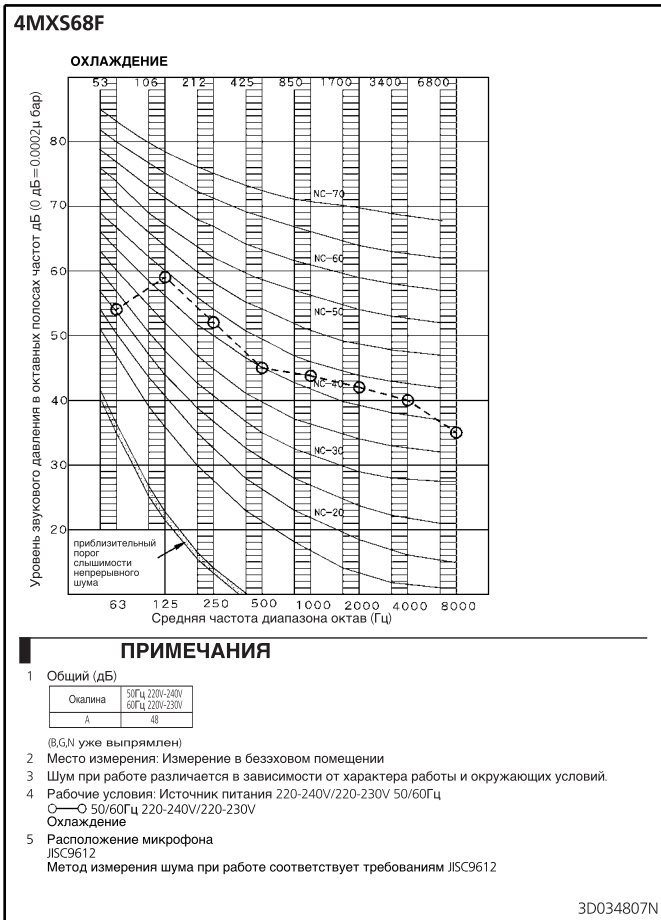 4MXS68F
ОХЛАЖДЕНИЕ
53 106 212 425 850 1700 3400 6800
Уровень звукового давления в октавных полосах частот дБ (0 дБ=0.0002µ бар)
80
70
60
50
40
30
20
NC-70
NC-60
NC-50
NC-40
NC-30
NC-20
приблизительный
порог
слышимости
непрерывного
шума
63 125 250 500 1000 2000 4000 8000
Средняя частота диапазона октав (Гц)
ПРИМЕЧАНИЯ
1 Общий (дБ)
Окалина 50Гц 220V-240V
60Гц 220V-230V
A 48
(B,G,N уже выпрямлен)
2 Место измерения: Измерение в безэховом помещении
3 Шум при работе различается в зависимости от характера работы и окружающих условий.
4 Рабочие условия: Источник питания 220-240V/220-230V 50/60Гц
50/60Гц 220-240V/220-230V
Охлаждение
5 Расположение микрофона
JISC9612
Метод измерения шума при работе соответствует требованиям JISC9612
3D034807N